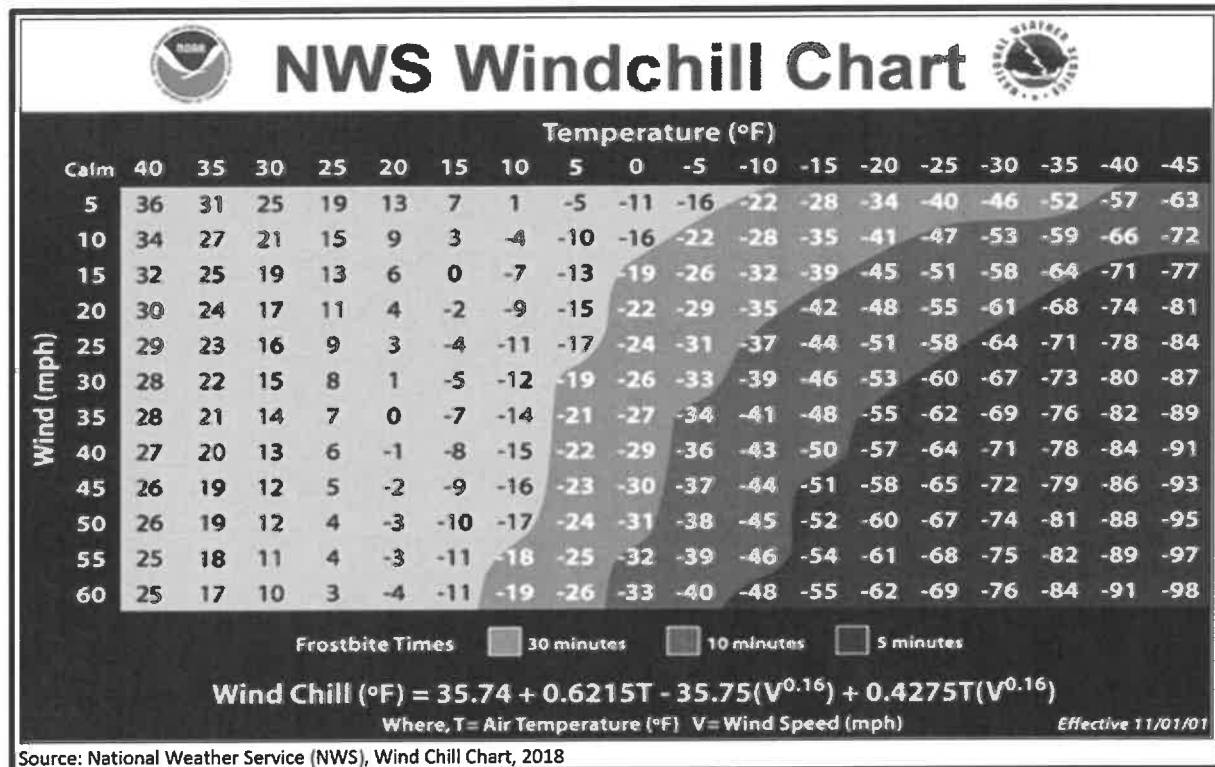 NOAA
NWS Windchill Chart
NATIONAL WEATHER SERVICE
Temperature (°F)
Calm 40 35 30 25 20 15 10 5 0 -5 -10 -15 -20 -25 -30 -35 -40 -45
Wind (mph)
5 36 31 25 19 13 7 1 -5 -11 -16 -22 -28 -34 -40 -46 -52 -57 -63
10 34 27 21 15 9 3 -4 -10 -16 -22 -28 -35 -41 -47 -53 -59 -66 -72
15 32 25 19 13 6 0 -7 -13 -19 -26 -32 -39 -45 -51 -58 -64 -71 -77
20 30 24 17 11 4 -2 -9 -15 -22 -29 -35 -42 -48 -55 -61 -68 -74 -81
25 29 23 16 9 3 -4 -11 -17 -24 -31 -37 -44 -51 -58 -64 -71 -78 -84
30 28 22 15 8 1 -5 -12 -19 -26 -33 -39 -46 -53 -60 -67 -73 -80 -87
35 28 21 14 7 0 -7 -14 -21 -27 -34 -41 -48 -55 -62 -69 -76 -82 -89
40 27 20 13 6 -1 -8 -15 -22 -29 -36 -43 -50 -57 -64 -71 -78 -84 -91
45 26 19 12 5 -2 -9 -16 -23 -30 -37 -44 -51 -58 -65 -72 -79 -86 -93
50 26 19 12 4 -3 -10 -17 -24 -31 -38 -45 -52 -60 -67 -74 -81 -88 -95
55 25 18 11 4 -3 -11 -18 -25 -32 -39 -46 -54 -61 -68 -75 -82 -89 -97
60 25 17 10 3 -4 -11 -19 -26 -33 -40 -48 -55 -62 -69 -76 -84 -91 -98
Frostbite Times 30 minutes 10 minutes 5 minutes
Wind Chill (°F) = 35.74 + 0.6215T - 35.75(V^0.16) + 0.4275T(V^0.16)
Where, T= Air Temperature (°F) V= Wind Speed (mph) Effective 11/01/01
Source: National Weather Service (NWS), Wind Chill Chart, 2018